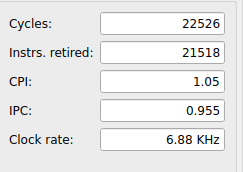 Cycles: 22526
Instrs. retired: 21518
CPI: 1.05
IPC: 0.955
Clock rate: 6.88 KHz